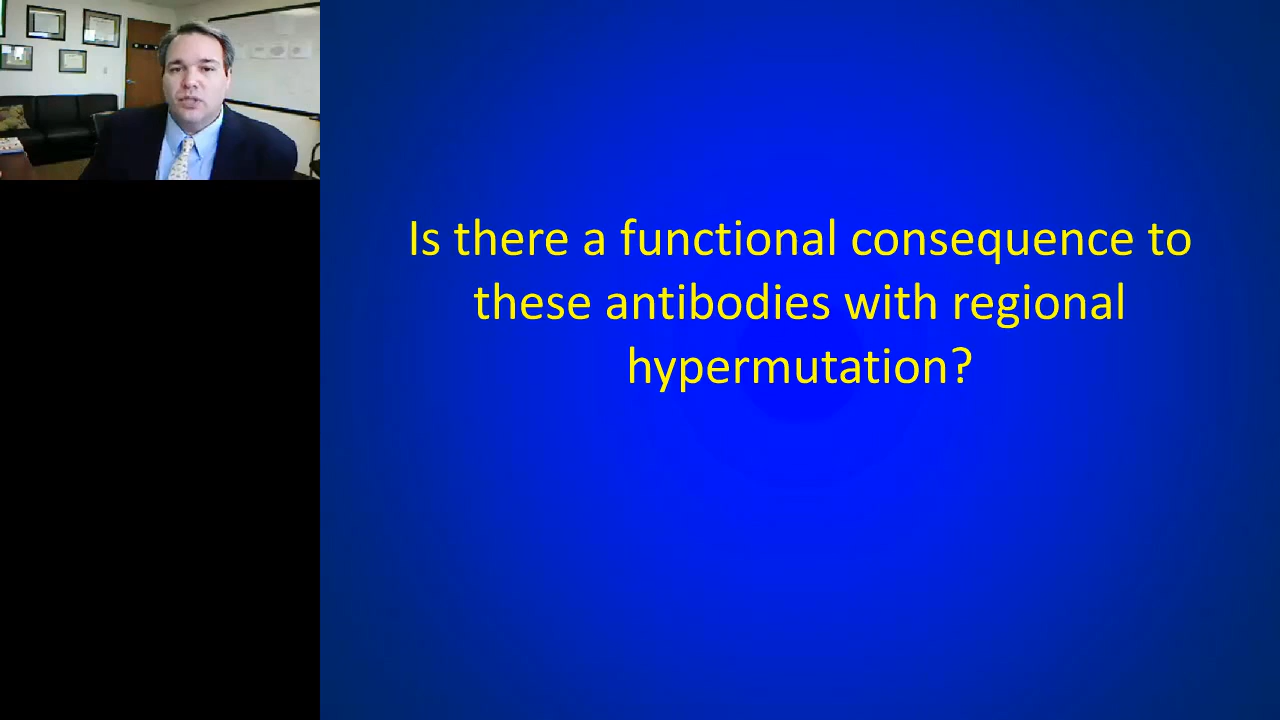 Is there a functional consequence to
these antibodies with regional
hypermutation?